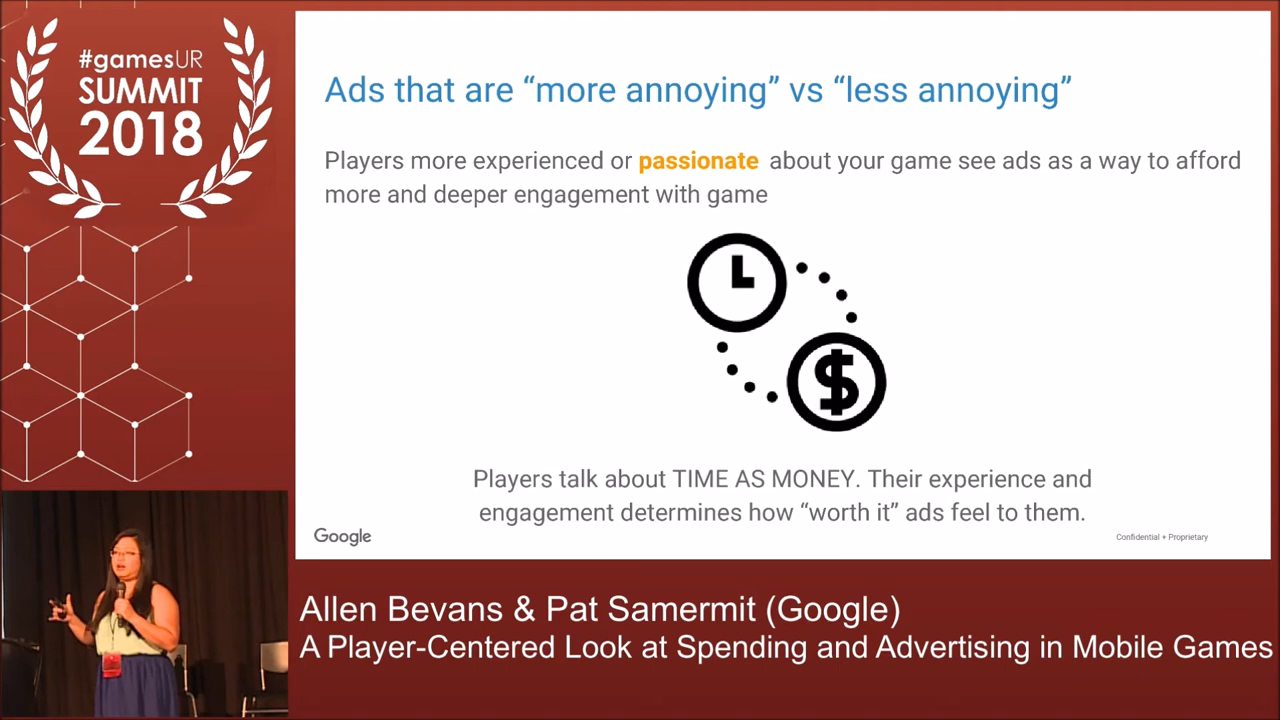 #gamesUR
SUMMIT
2018
Ads that are “more annoying” vs “less annoying”
Players more experienced or passionate about your game see ads as a way to afford
more and deeper engagement with game
$
Players talk about TIME AS MONEY. Their experience and
engagement determines how “worth it” ads feel to them.
Google
Confidential + Proprietary
Allen Bevans & Pat Samermit (Google)
A Player-Centered Look at Spending and Advertising in Mobile Games